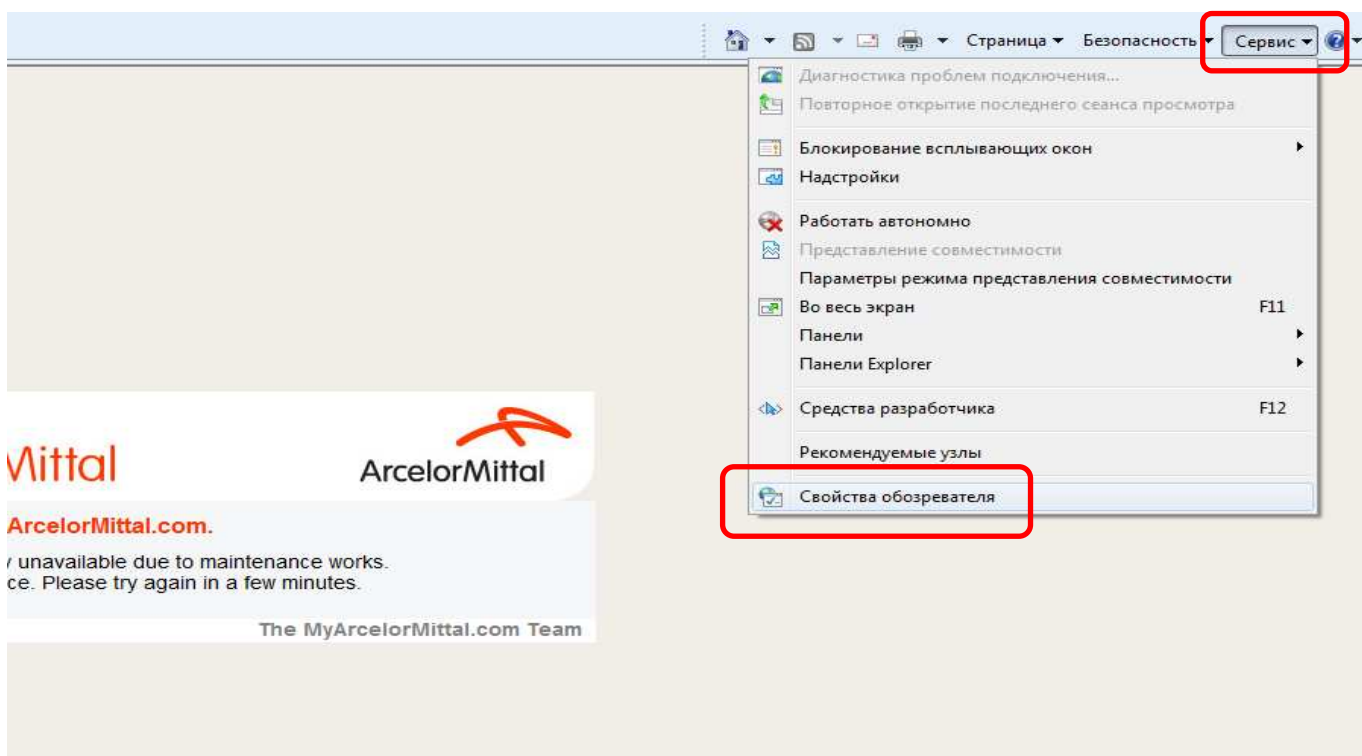 Страница Безопасность Сервис
Диагностика проблем подключения...
Повторное открытие последнего сеанса просмотра
Блокирование всплывающих окон
Надстройки
Работать автономно
Представление совместимости
Параметры режима представления совместимости
Во весь экран F11
Панели
Панели Explorer
Средства разработчика F12
Рекомендуемые узлы
Свойства обозревателя
Mittal
ArcelorMittal
ArcelorMittal.com.
unavailable due to maintenance works.
ce. Please try again in a few minutes.
The MyArcelorMittal.com Team